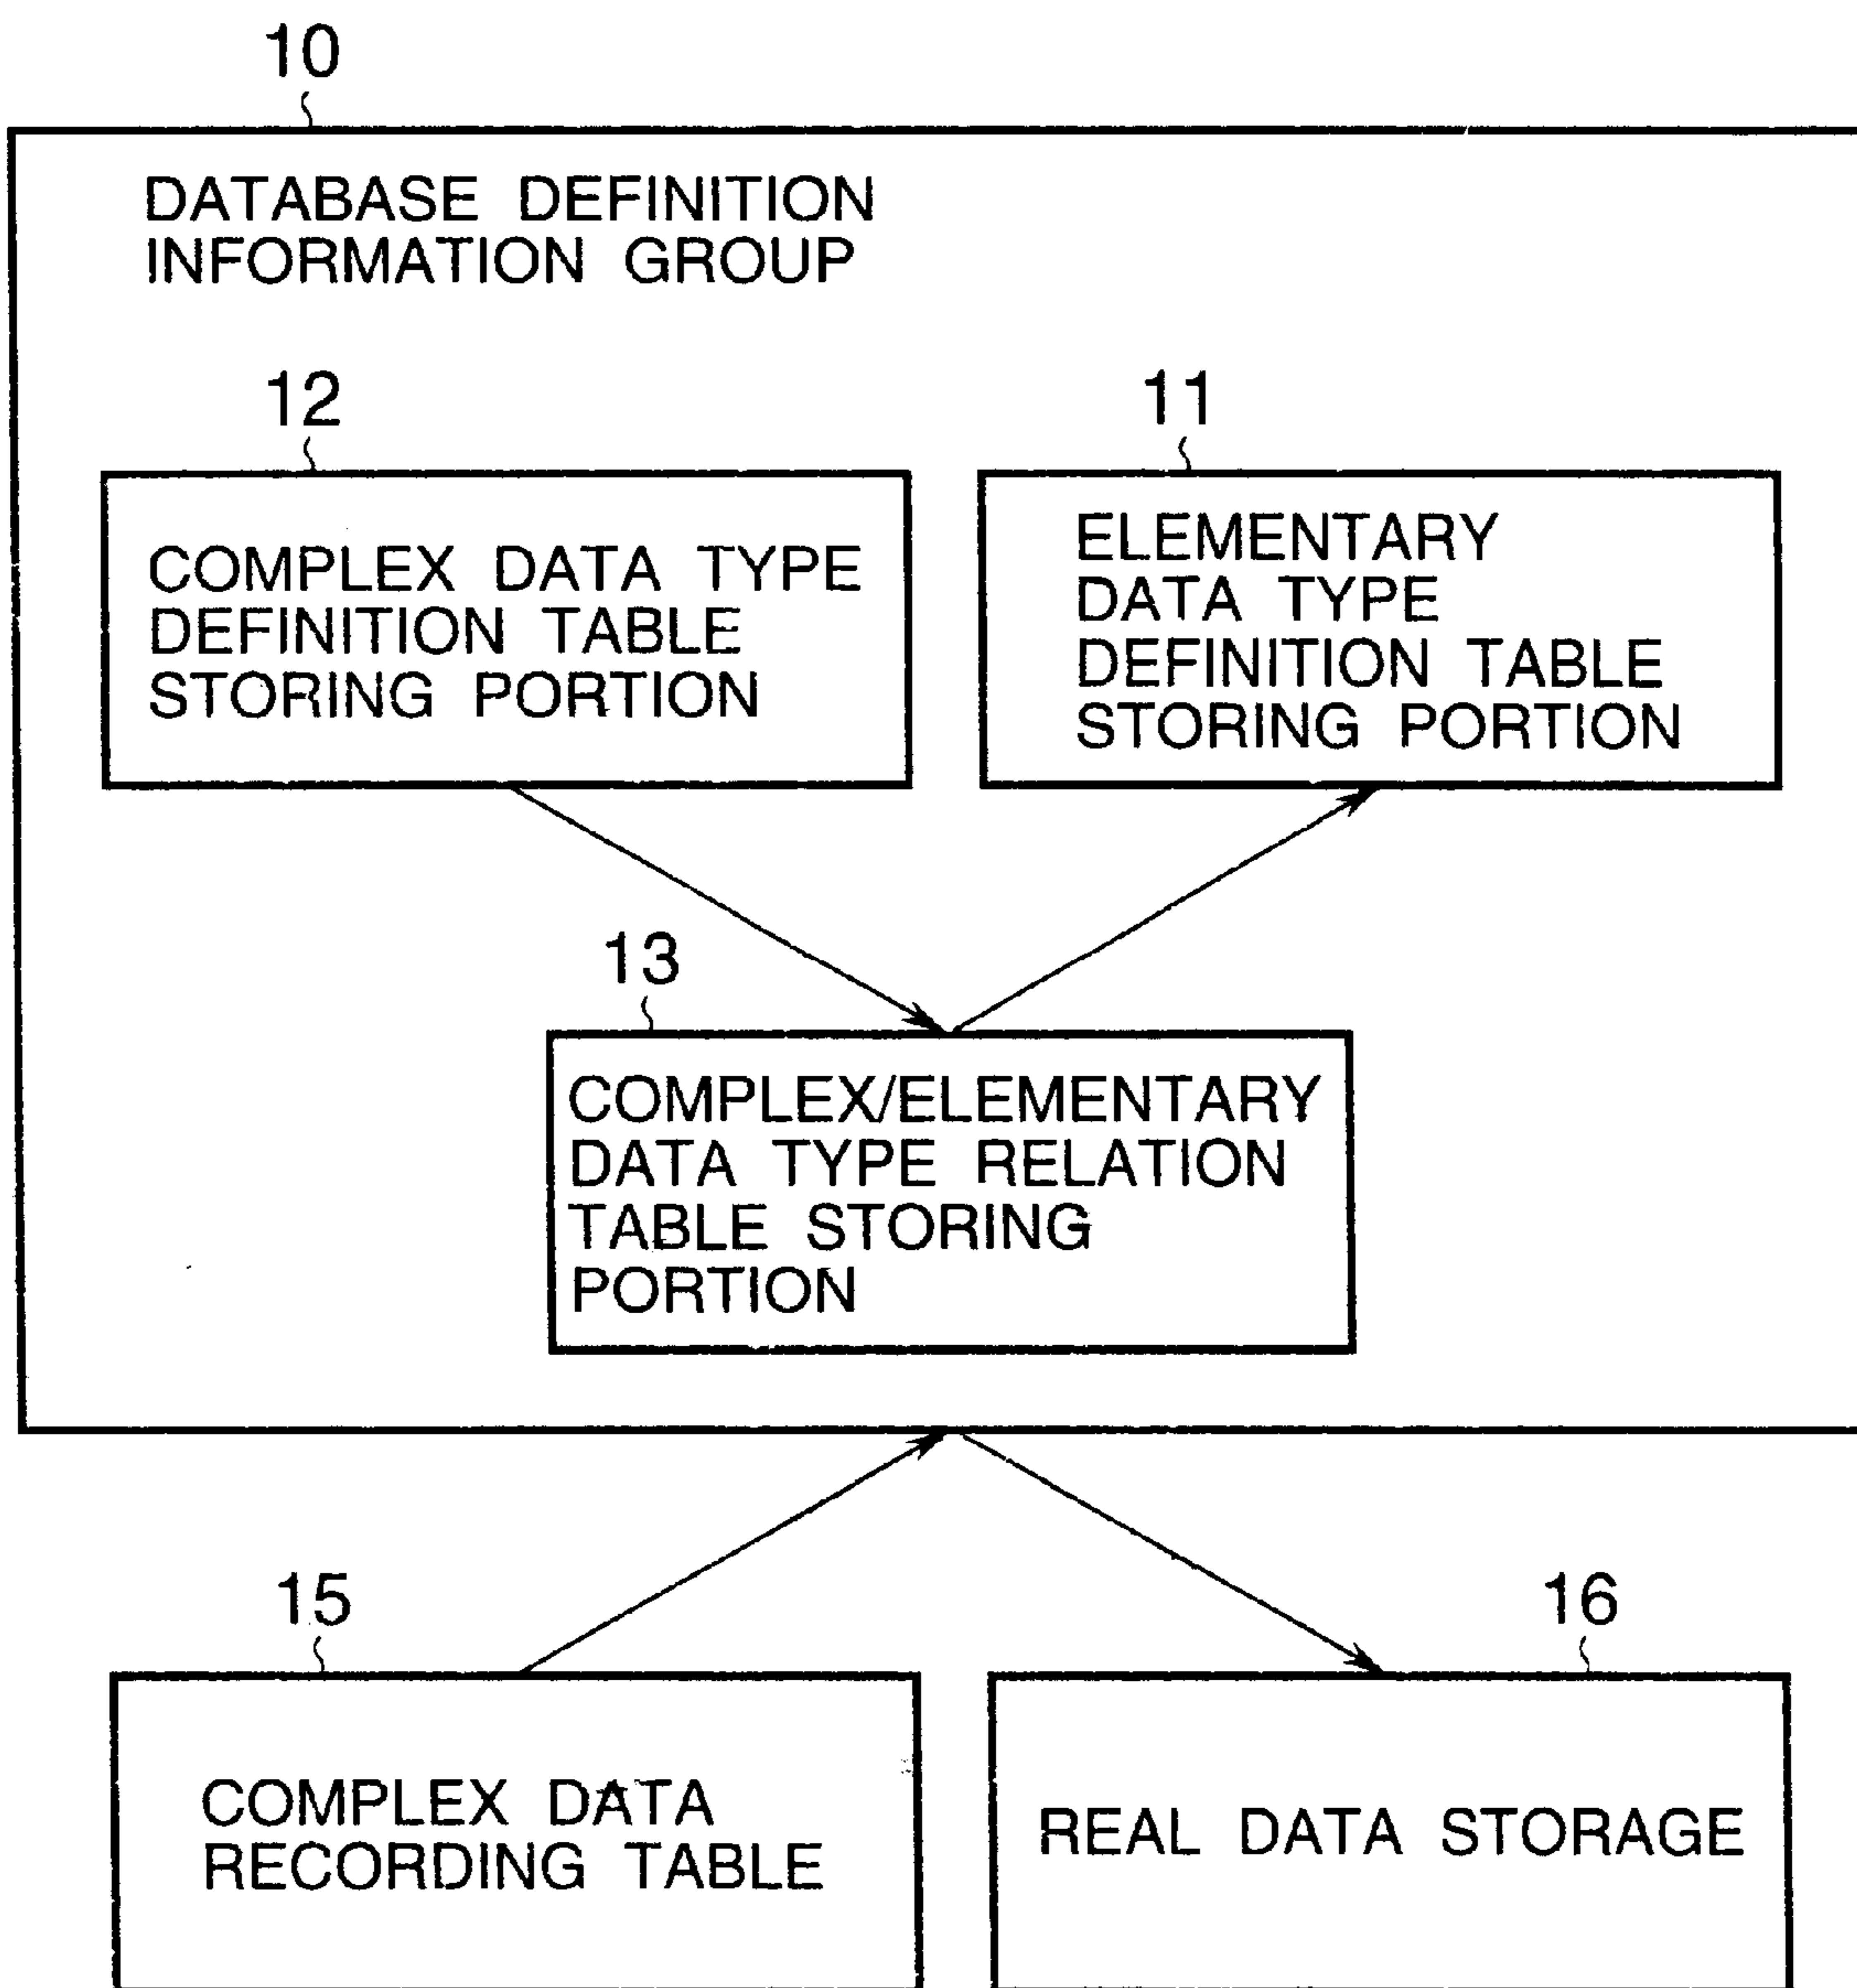 10
DATABASE DEFINITION
INFORMATION GROUP
12
11
COMPLEX DATA TYPE
DEFINITION TABLE
STORING PORTION
ELEMENTARY
DATA TYPE
DEFINITION TABLE
STORING PORTION
13
COMPLEX/ELEMENTARY
DATA TYPE RELATION
TABLE STORING
PORTION
15
16
COMPLEX DATA
RECORDING TABLE
REAL DATA STORAGE